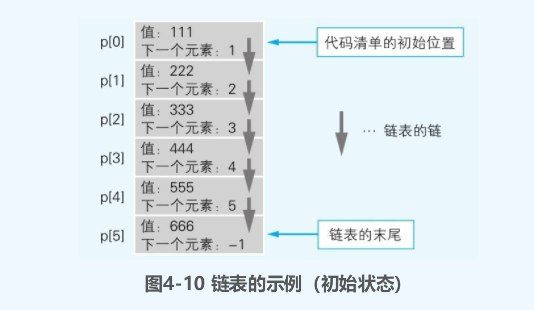 p[0]
值：111
下一个元素：1
代码清单的初始位置
p[1]
值：222
下一个元素：2
p[2]
值：333
下一个元素：3
… 链表的链
p[3]
值：444
下一个元素：4
p[4]
值：555
下一个元素：5
p[5]
值：666
下一个元素：−1
链表的末尾
图4-10 链表的示例（初始状态）